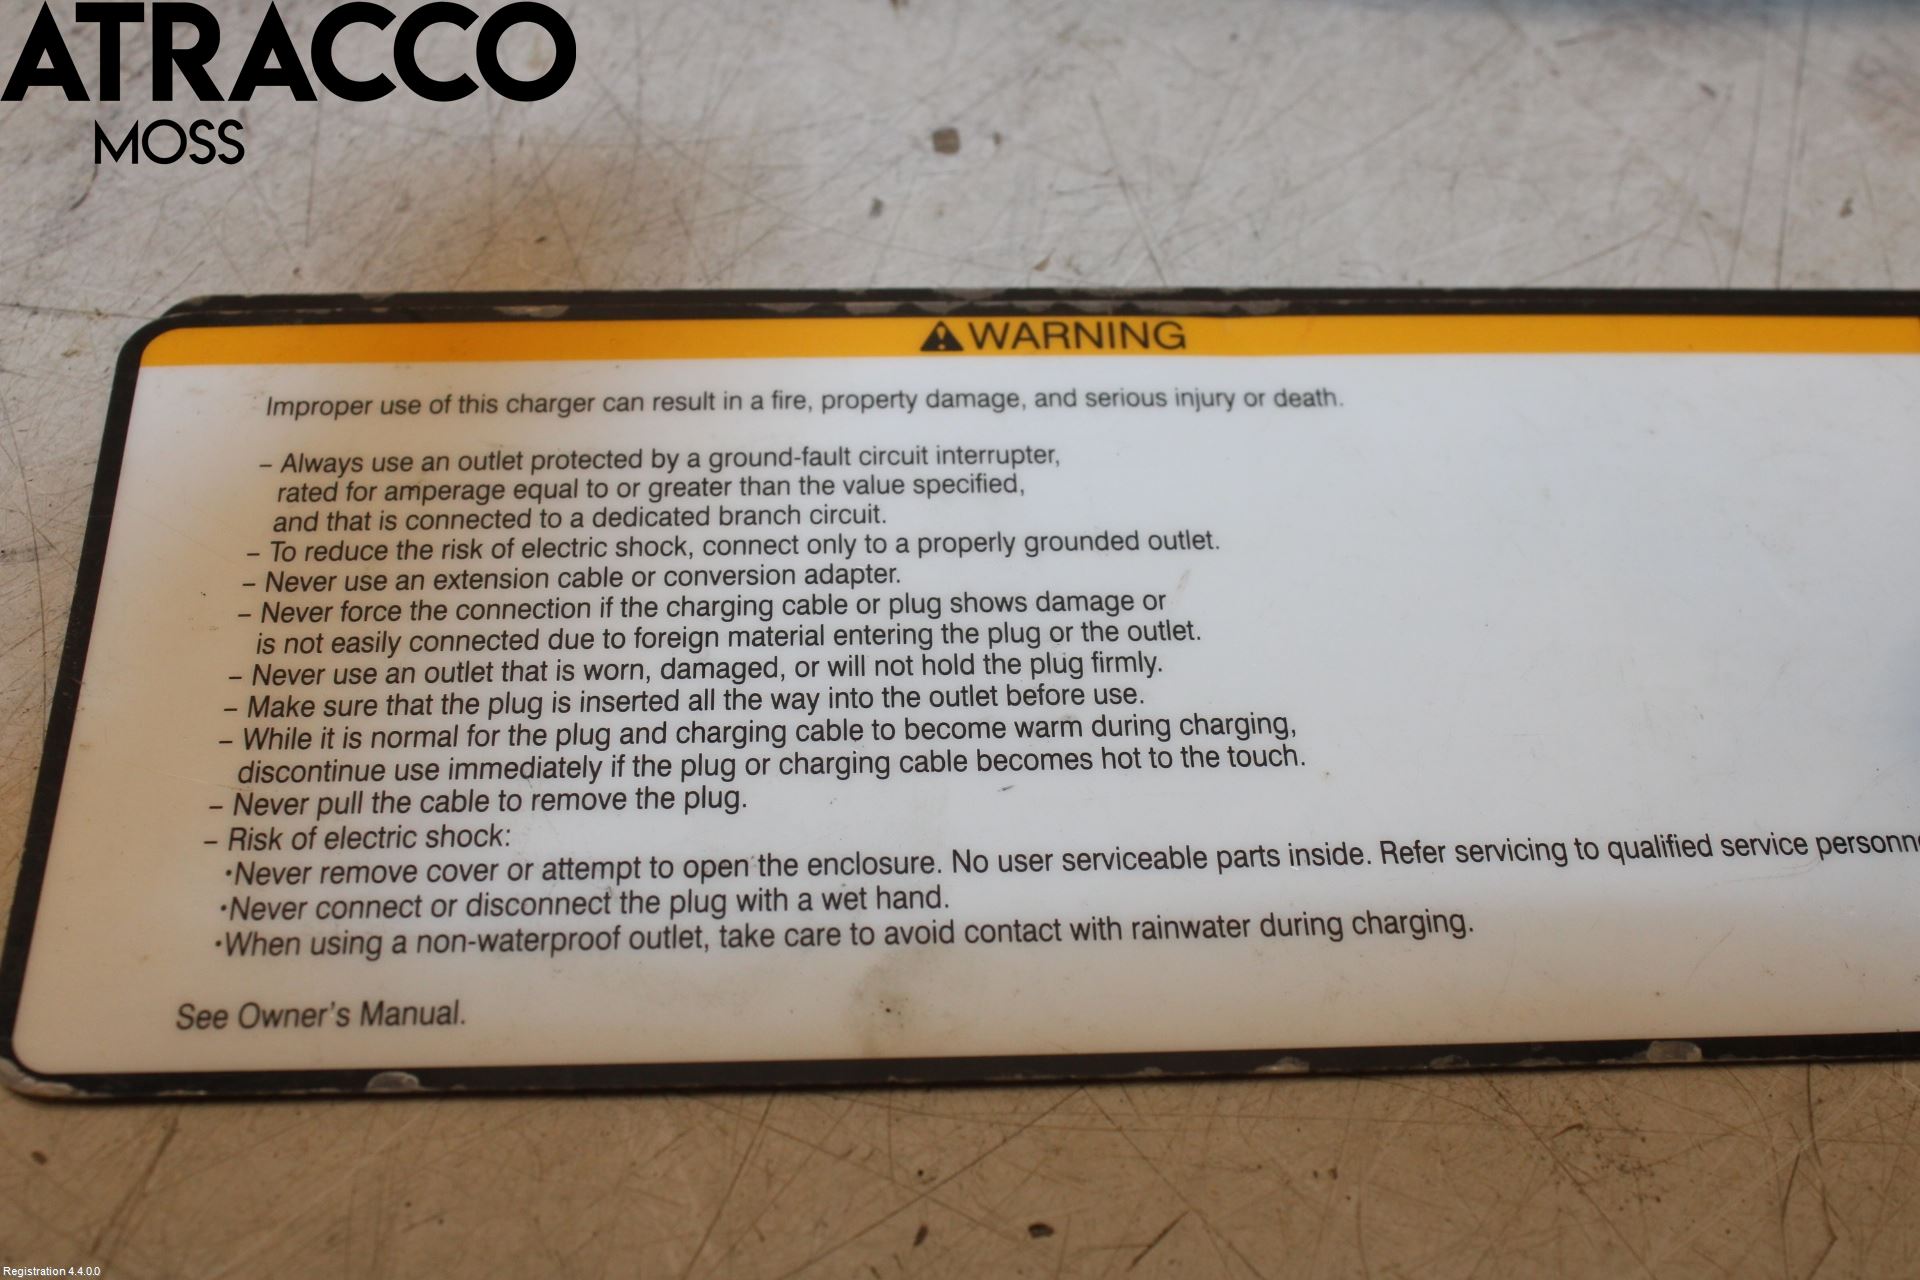 ATRACCO
MOSS
WARNING
Improper use of this charger can result in a fire, property damage, and serious injury or death.
– Always use an outlet protected by a ground-fault circuit interrupter,
rated for amperage equal to or greater than the value specified,
and that is connected to a dedicated branch circuit.
– To reduce the risk of electric shock, connect only to a properly grounded outlet.
– Never use an extension cable or conversion adapter.
– Never force the connection if the charging cable or plug shows damage or
is not easily connected due to foreign material entering the plug or the outlet.
– Never use an outlet that is worn, damaged, or will not hold the plug firmly.
– Make sure that the plug is inserted all the way into the outlet before use.
– While it is normal for the plug and charging cable to become warm during charging,
discontinue use immediately if the plug or charging cable becomes hot to the touch.
– Never pull the cable to remove the plug.
– Risk of electric shock:
·Never remove cover or attempt to open the enclosure. No user serviceable parts inside. Refer servicing to qualified service
·Never connect or disconnect the plug with a wet hand.
·When using a non-waterproof outlet, take care to avoid contact with rainwater during charging.
See Owner's Manual.
Registration 4.4.0.0